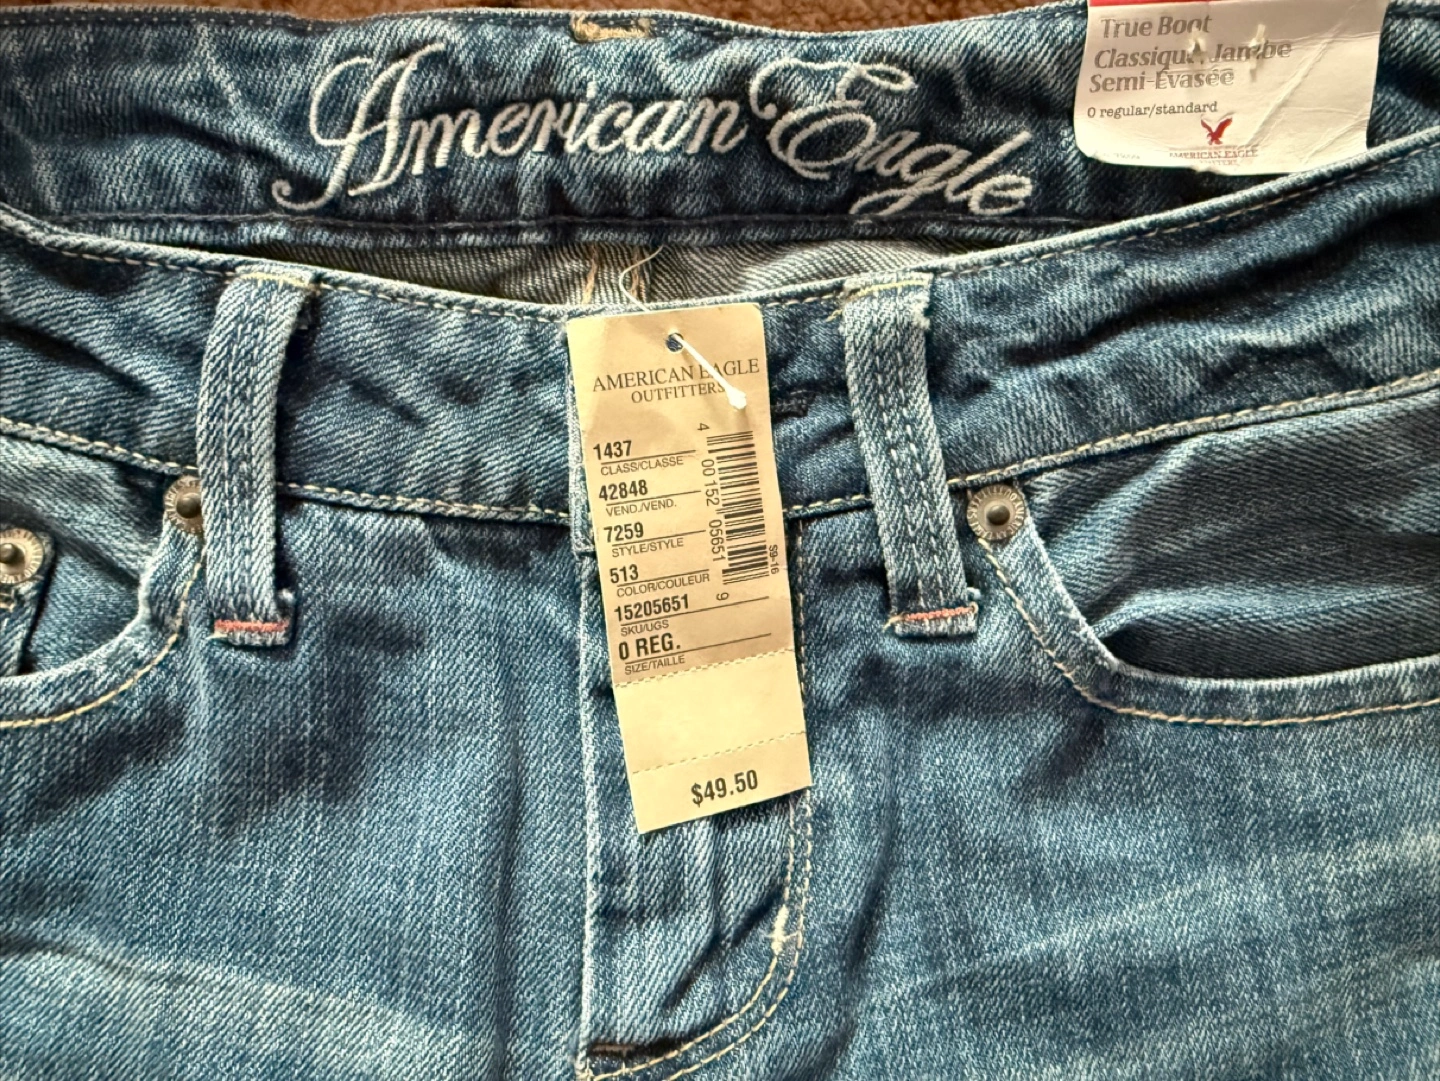 American Eagle
True Boot
Classique Jambe
Semi-Évasée
0 regular/standard
AMERICAN EAGLE
AMERICAN EAGLE
OUTFITTERS
1437
CLASS/CLASSE
42848
VEND./VEND.
7259
STYLE/STYLE
513
COLOR/COULEUR
15205651
SKU/UGS
0 REG.
SIZE/TAILLE
4 00152 05651 9
S9-16
$49.50